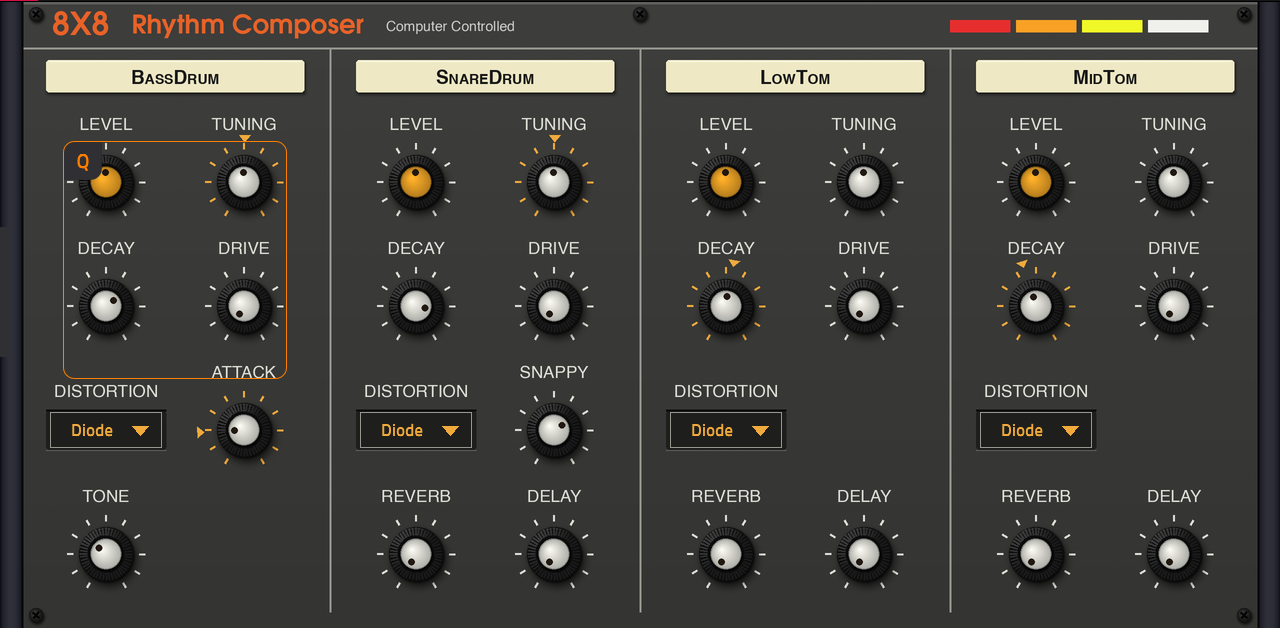 8X8 Rhythm Composer Computer Controlled
BassDrum SnareDrum LowTom MidTom
LEVEL TUNING LEVEL TUNING LEVEL TUNING LEVEL TUNING
Q
DECAY DRIVE DECAY DRIVE DECAY DRIVE DECAY DRIVE
ATTACK SNAPPY
DISTORTION DISTORTION DISTORTION DISTORTION
Diode Diode Diode Diode
TONE REVERB DELAY REVERB DELAY REVERB DELAY